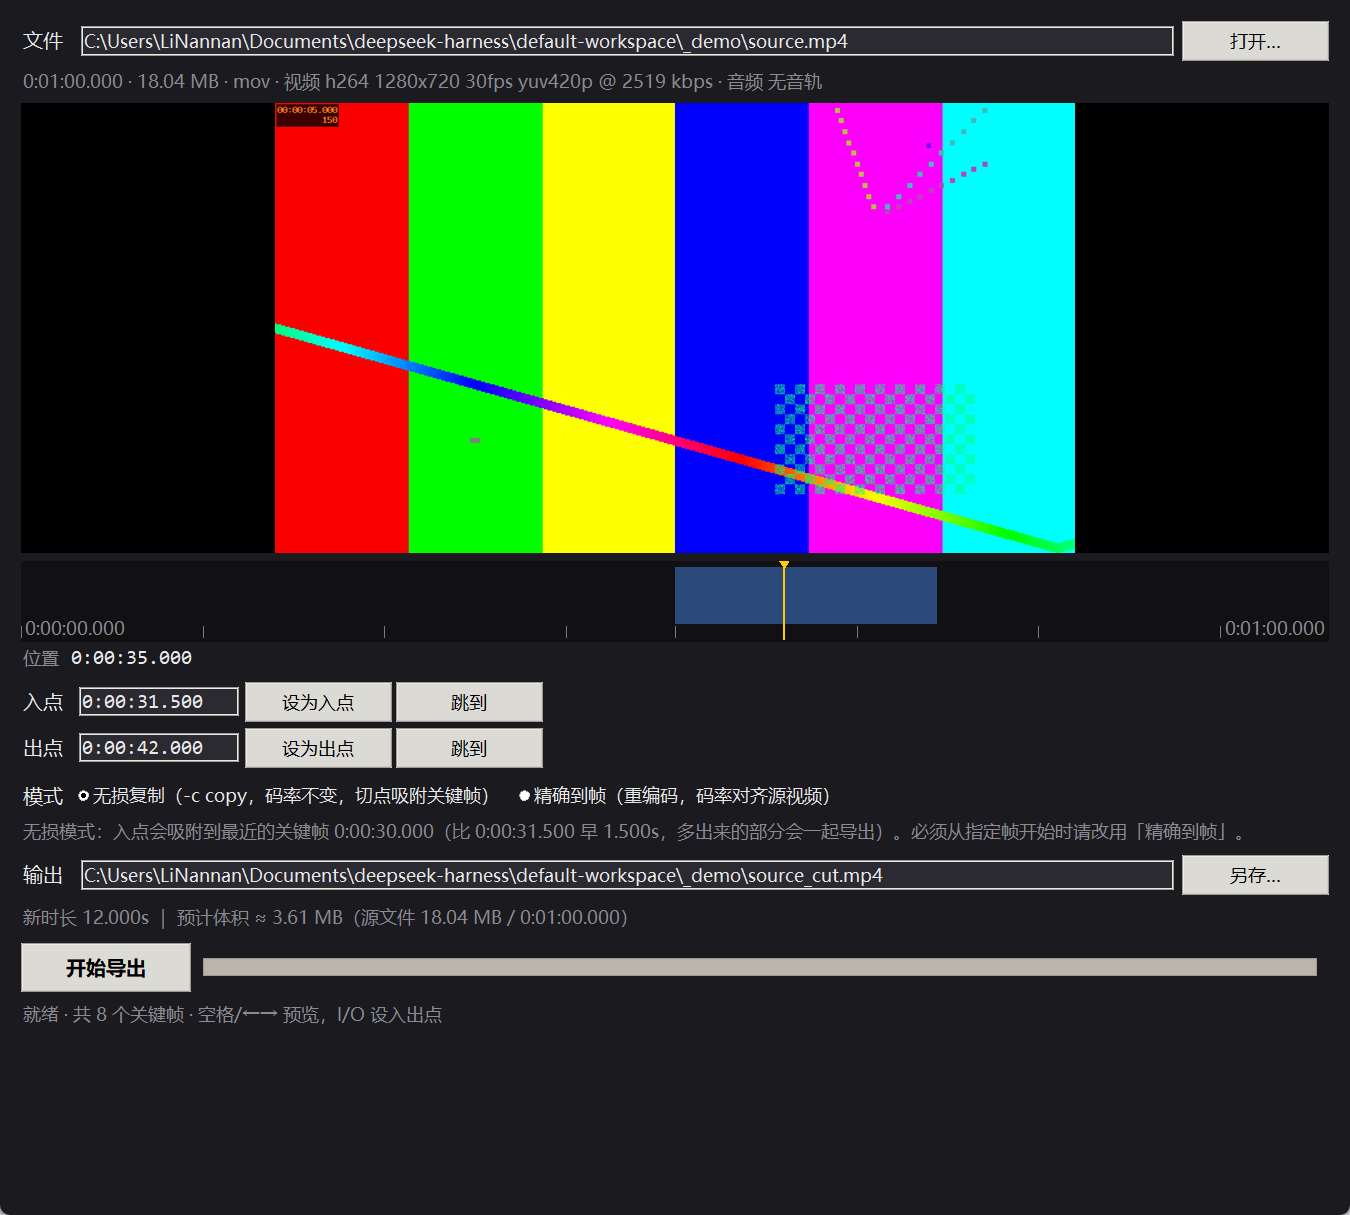 文件 C:\Users\LiNannan\Documents\deepseek-harness\default-workspace\_demo\source.mp4 打开...
0:01:00.000 · 18.04 MB · mov · 视频 h264 1280x720 30fps yuv420p @ 2519 kbps · 音频 无音轨
00:00:05.000
150
0:00:00.000 0:01:00.000
位置 0:00:35.000
入点 0:00:31.500 设为入点 跳到
出点 0:00:42.000 设为出点 跳到
模式 无损复制（-c copy，码率不变，切点吸附关键帧） 精确到帧（重编码，码率对齐源视频）
无损模式：入点会吸附到最近的关键帧 0:00:30.000（比 0:00:31.500 早 1.500s，多出来的部分会一起导出）。必须从指定帧开始时请改用「精确到帧」。
输出 C:\Users\LiNannan\Documents\deepseek-harness\default-workspace\_demo\source_cut.mp4 另存...
新时长 12.000s ｜ 预计体积 ≈ 3.61 MB（源文件 18.04 MB / 0:01:00.000）
开始导出
就绪 · 共 8 个关键帧 · 空格/←→ 预览，I/O 设入出点